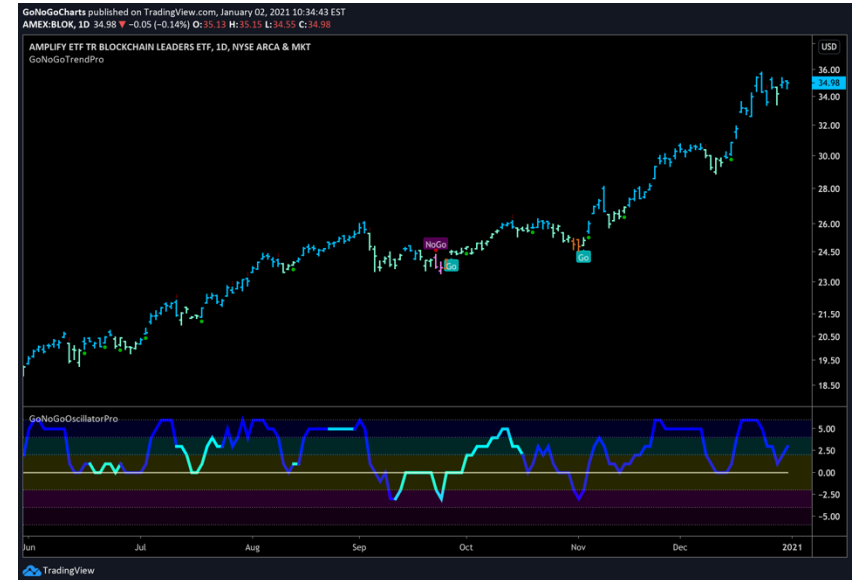 GoNoGoCharts published on TradingView.com, January 02, 2021 10:34:43 EST
AMEX:BLOK, 1D 34.98 ▼ −0.05 (−0.14%) O:35.13 H:35.15 L:34.55 C:34.98
AMPLIFY ETF TR BLOCKCHAIN LEADERS ETF, 1D, NYSE ARCA & MKT
GoNoGoTrendPro
USD
36.00
34.98
34.00
32.00
30.00
28.00
26.00
24.50
23.00
21.50
20.50
19.50
18.50
NoGo
Go
Go
GoNoGoOscillatorPro
5.00
2.50
0.00
−2.50
−5.00
Jun Jul Aug Sep Oct Nov Dec 2021
TradingView